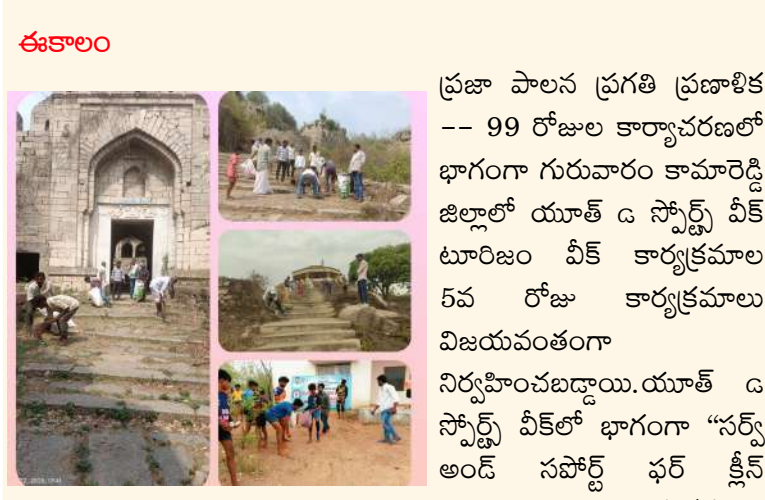 ఈకాలం
ప్రజా పాలన ప్రగతి ప్రణాళిక
-- 99 రోజుల కార్యాచరణలో
భాగంగా గురువారం కామారెడ్డి
జిల్లాలో యూత్ డ స్పోర్ట్స్ వీక్
టూరిజం వీక్ కార్యక్రమాల
5వ రోజు కార్యక్రమాలు
విజయవంతంగా
నిర్వహించబడ్డాయి.యూత్ డ
స్పోర్ట్స్ వీక్‌లో భాగంగా “సర్వ్
అండ్ సపోర్ట్ ఫర్ క్లీన్